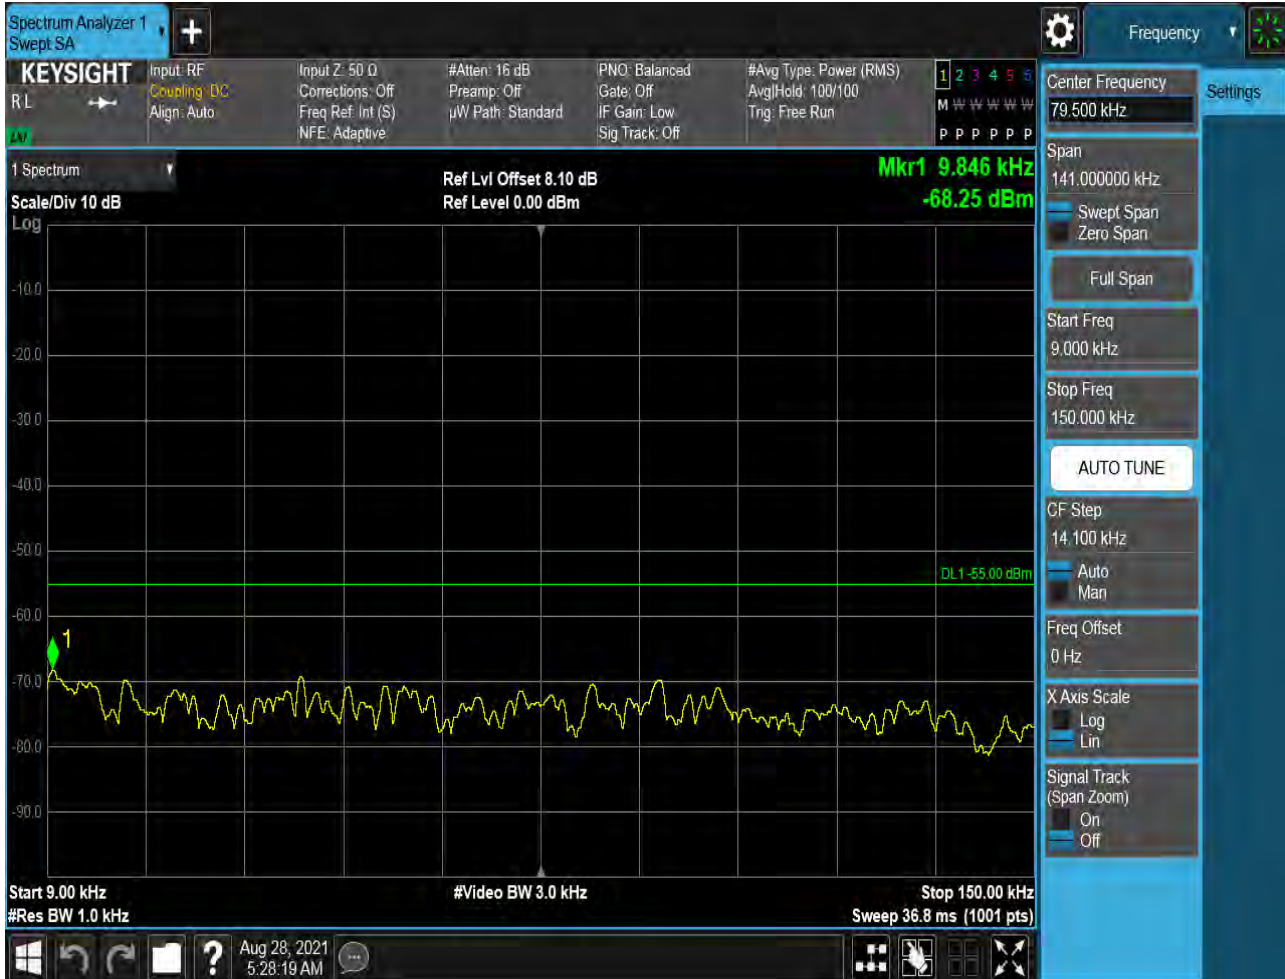 Spectrum Analyzer 1
Swept SA
+
Frequency
KEYSIGHT
R L
Input: RF
Coupling: DC
Align: Auto
Input Z: 50 Ω
Corrections: Off
Freq Ref: Int (S)
NFE: Adaptive
#Atten: 16 dB
Preamp: Off
µW Path: Standard
PNO: Balanced
Gate: Off
IF Gain: Low
Sig Track: Off
#Avg Type: Power (RMS)
Avg|Hold: 100/100
Trig: Free Run
1 2 3 4 5 6
M W W W W W
P P P P P P
1 Spectrum
Scale/Div 10 dB
Log
Ref Lvl Offset 8.10 dB
Ref Level 0.00 dBm
Mkr1 9.846 kHz
-68.25 dBm
-10.0
-20.0
-30.0
-40.0
-50.0
DL1 -55.00 dBm
-60.0
1
-70.0
-80.0
-90.0
Start 9.00 kHz
#Res BW 1.0 kHz
#Video BW 3.0 kHz
Stop 150.00 kHz
Sweep 36.8 ms (1001 pts)
Center Frequency
79.500 kHz
Span
141.000000 kHz
Swept Span
Zero Span
Full Span
Start Freq
9.000 kHz
Stop Freq
150.000 kHz
AUTO TUNE
CF Step
14.100 kHz
Auto
Man
Freq Offset
0 Hz
X Axis Scale
Log
Lin
Signal Track
(Span Zoom)
On
Off
Settings
?
Aug 28, 2021
5:28:19 AM